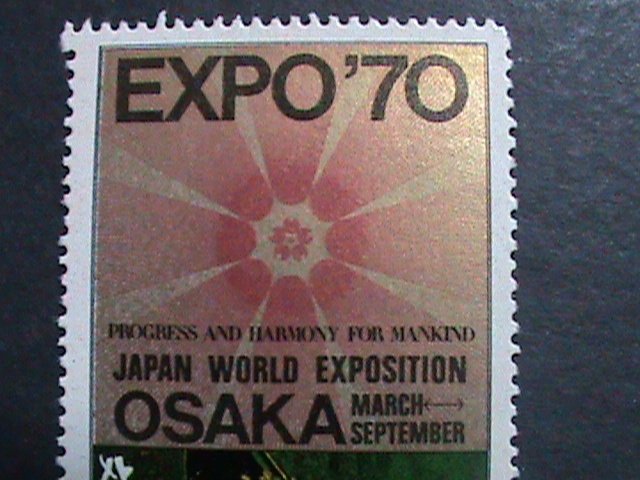 EXPO'70
PROGRESS AND HARMONY FOR MANKIND
JAPAN WORLD EXPOSITION
OSAKA MARCH↔
SEPTEMBER